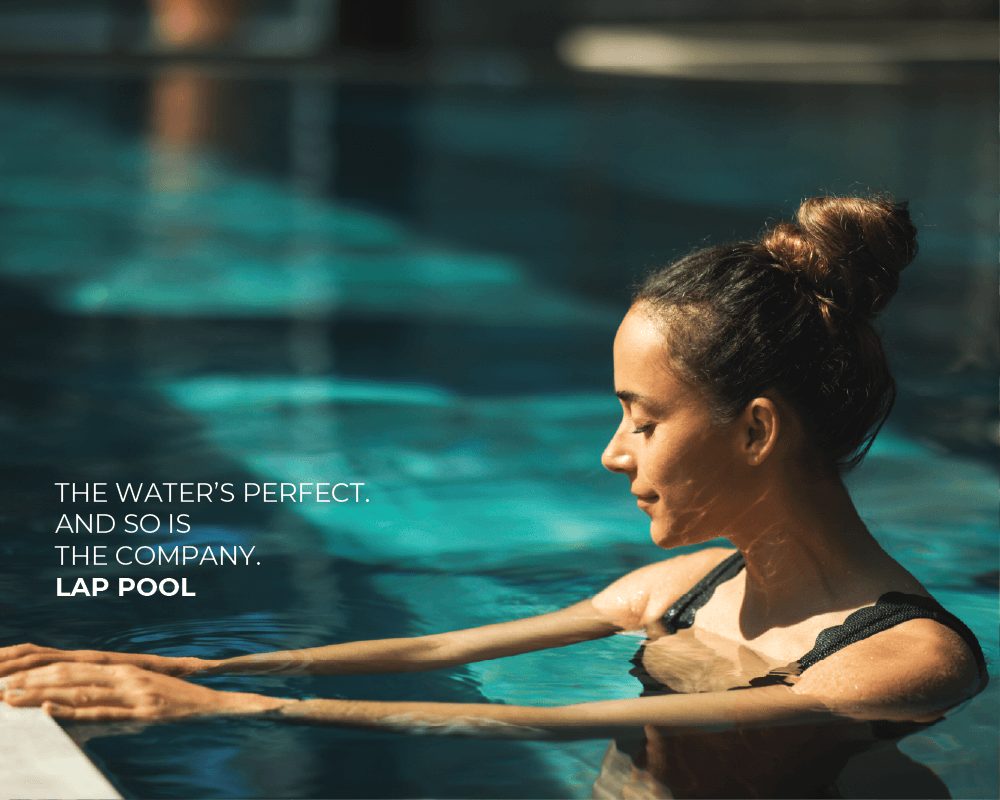 THE WATER’S PERFECT.
AND SO IS
THE COMPANY.
LAP POOL